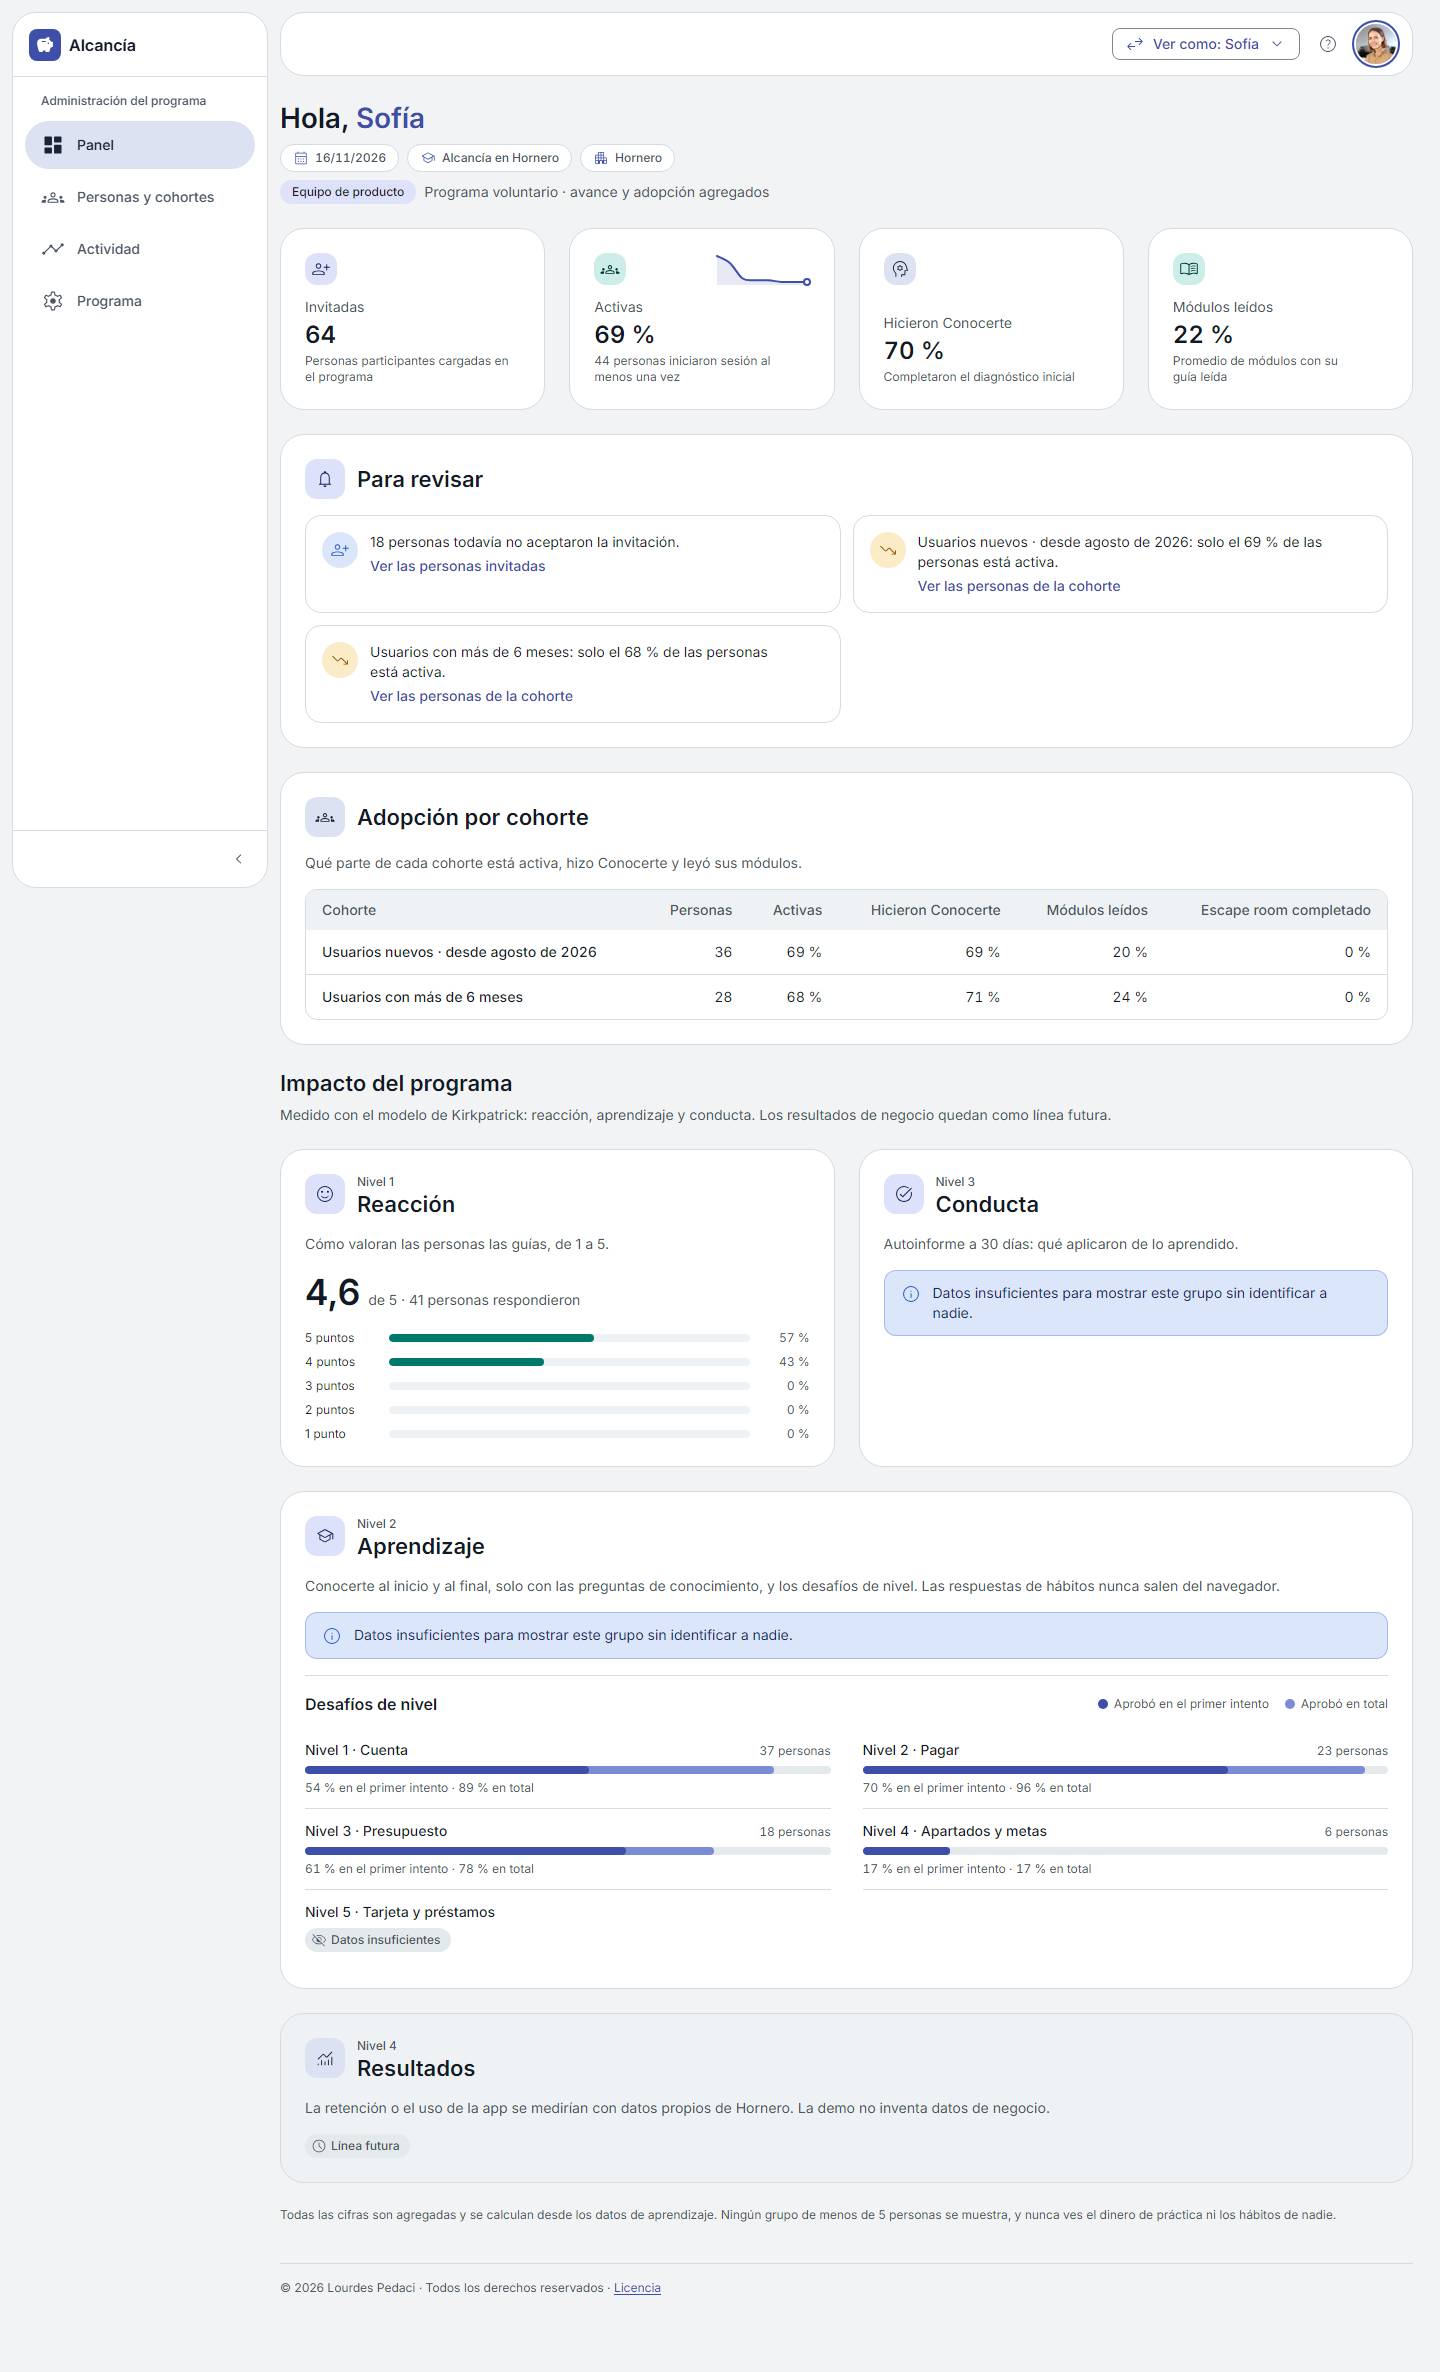 Alcancía
Administración del programa
Panel
Personas y cohortes
Actividad
Programa
Ver como: Sofía
Hola, Sofía
16/11/2026
Alcancía en Hornero
Hornero
Equipo de producto
Programa voluntario · avance y adopción agregados
Invitadas
64
Personas participantes cargadas en
el programa
Activas
69 %
44 personas iniciaron sesión al
menos una vez
Hicieron Conocerte
70 %
Completaron el diagnóstico inicial
Módulos leídos
22 %
Promedio de módulos con su
guía leída
Para revisar
18 personas todavía no aceptaron la invitación.
Ver las personas invitadas
Usuarios nuevos · desde agosto de 2026: solo el 69 % de las
personas está activa.
Ver las personas de la cohorte
Usuarios con más de 6 meses: solo el 68 % de las personas
está activa.
Ver las personas de la cohorte
Adopción por cohorte
Qué parte de cada cohorte está activa, hizo Conocerte y leyó sus módulos.
Cohorte Personas Activas Hicieron Conocerte Módulos leídos Escape room completado
Usuarios nuevos · desde agosto de 2026 36 69 % 69 % 20 % 0 %
Usuarios con más de 6 meses 28 68 % 71 % 24 % 0 %
Impacto del programa
Medido con el modelo de Kirkpatrick: reacción, aprendizaje y conducta. Los resultados de negocio quedan como línea futura.
Nivel 1
Reacción
Cómo valoran las personas las guías, de 1 a 5.
4,6 de 5 · 41 personas respondieron
5 puntos 57 %
4 puntos 43 %
3 puntos 0 %
2 puntos 0 %
1 punto 0 %
Nivel 3
Conducta
Autoinforme a 30 días: qué aplicaron de lo aprendido.
Datos insuficientes para mostrar este grupo sin identificar a
nadie.
Nivel 2
Aprendizaje
Conocerte al inicio y al final, solo con las preguntas de conocimiento, y los desafíos de nivel. Las respuestas de hábitos nunca salen del navegador.
Datos insuficientes para mostrar este grupo sin identificar a nadie.
Desafíos de nivel
Aprobó en el primer intento Aprobó en total
Nivel 1 · Cuenta 37 personas
54 % en el primer intento · 89 % en total
Nivel 2 · Pagar 23 personas
70 % en el primer intento · 96 % en total
Nivel 3 · Presupuesto 18 personas
61 % en el primer intento · 78 % en total
Nivel 4 · Apartados y metas 6 personas
17 % en el primer intento · 17 % en total
Nivel 5 · Tarjeta y préstamos
Datos insuficientes
Nivel 4
Resultados
La retención o el uso de la app se medirían con datos propios de Hornero. La demo no inventa datos de negocio.
Línea futura
Todas las cifras son agregadas y se calculan desde los datos de aprendizaje. Ningún grupo de menos de 5 personas se muestra, y nunca ves el dinero de práctica ni los hábitos de nadie.
© 2026 Lourdes Pedaci · Todos los derechos reservados · Licencia